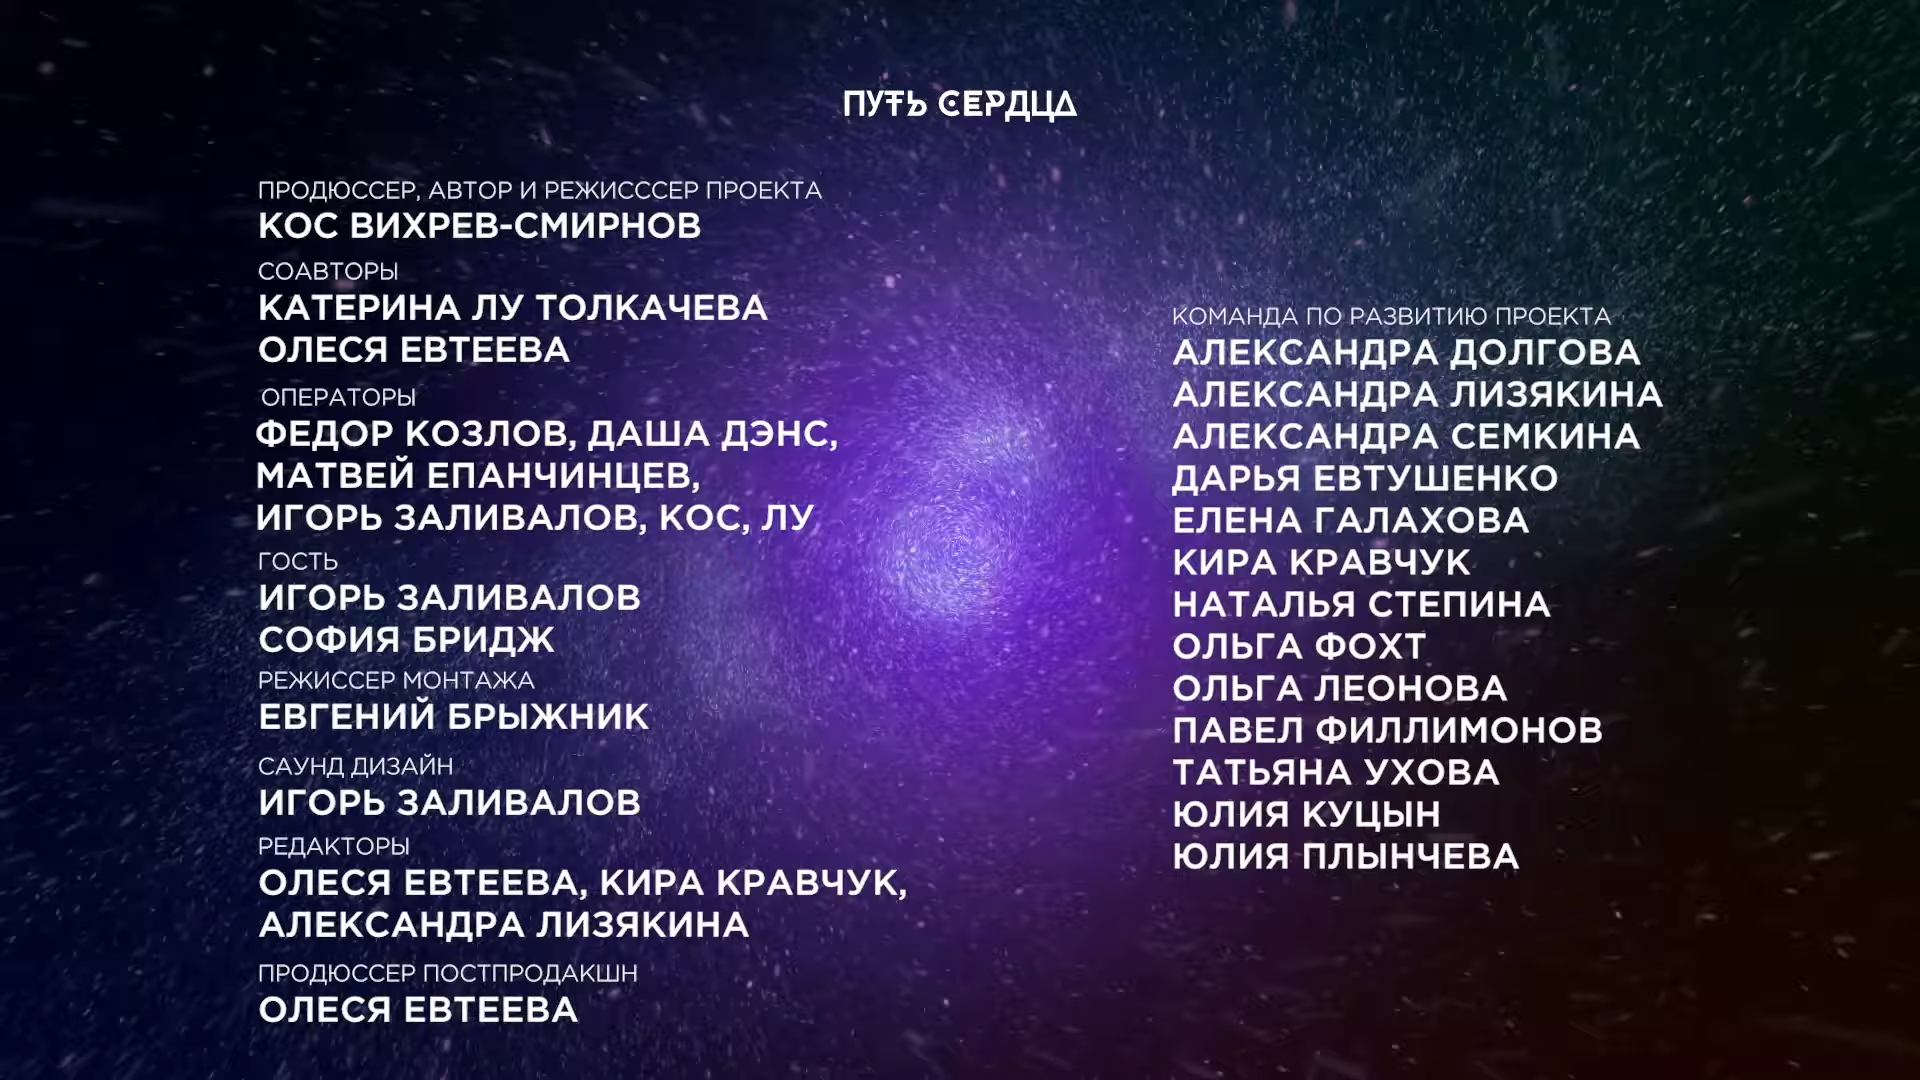 ПУТЬ СЕРДЦА
ПРОДЮССЕР, АВТОР И РЕЖИСССЕР ПРОЕКТА
КОС ВИХРЕВ-СМИРНОВ
СОАВТОРЫ
КАТЕРИНА ЛУ ТОЛКАЧЕВА
ОЛЕСЯ ЕВТЕЕВА
ОПЕРАТОРЫ
ФЕДОР КОЗЛОВ, ДАША ДЭНС,
МАТВЕЙ ЕПАНЧИНЦЕВ,
ИГОРЬ ЗАЛИВАЛОВ, КОС, ЛУ
ГОСТЬ
ИГОРЬ ЗАЛИВАЛОВ
СОФИЯ БРИДЖ
РЕЖИССЕР МОНТАЖА
ЕВГЕНИЙ БРЫЖНИК
САУНД ДИЗАЙН
ИГОРЬ ЗАЛИВАЛОВ
РЕДАКТОРЫ
ОЛЕСЯ ЕВТЕЕВА, КИРА КРАВЧУК,
АЛЕКСАНДРА ЛИЗЯКИНА
ПРОДЮССЕР ПОСТПРОДАКШН
ОЛЕСЯ ЕВТЕЕВА
КОМАНДА ПО РАЗВИТИЮ ПРОЕКТА
АЛЕКСАНДРА ДОЛГОВА
АЛЕКСАНДРА ЛИЗЯКИНА
АЛЕКСАНДРА СЕМКИНА
ДАРЬЯ ЕВТУШЕНКО
ЕЛЕНА ГАЛАХОВА
КИРА КРАВЧУК
НАТАЛЬЯ СТЕПИНА
ОЛЬГА ФОХТ
ОЛЬГА ЛЕОНОВА
ПАВЕЛ ФИЛЛИМОНОВ
ТАТЬЯНА УХОВА
ЮЛИЯ КУЦЫН
ЮЛИЯ ПЛЫНЧЕВА